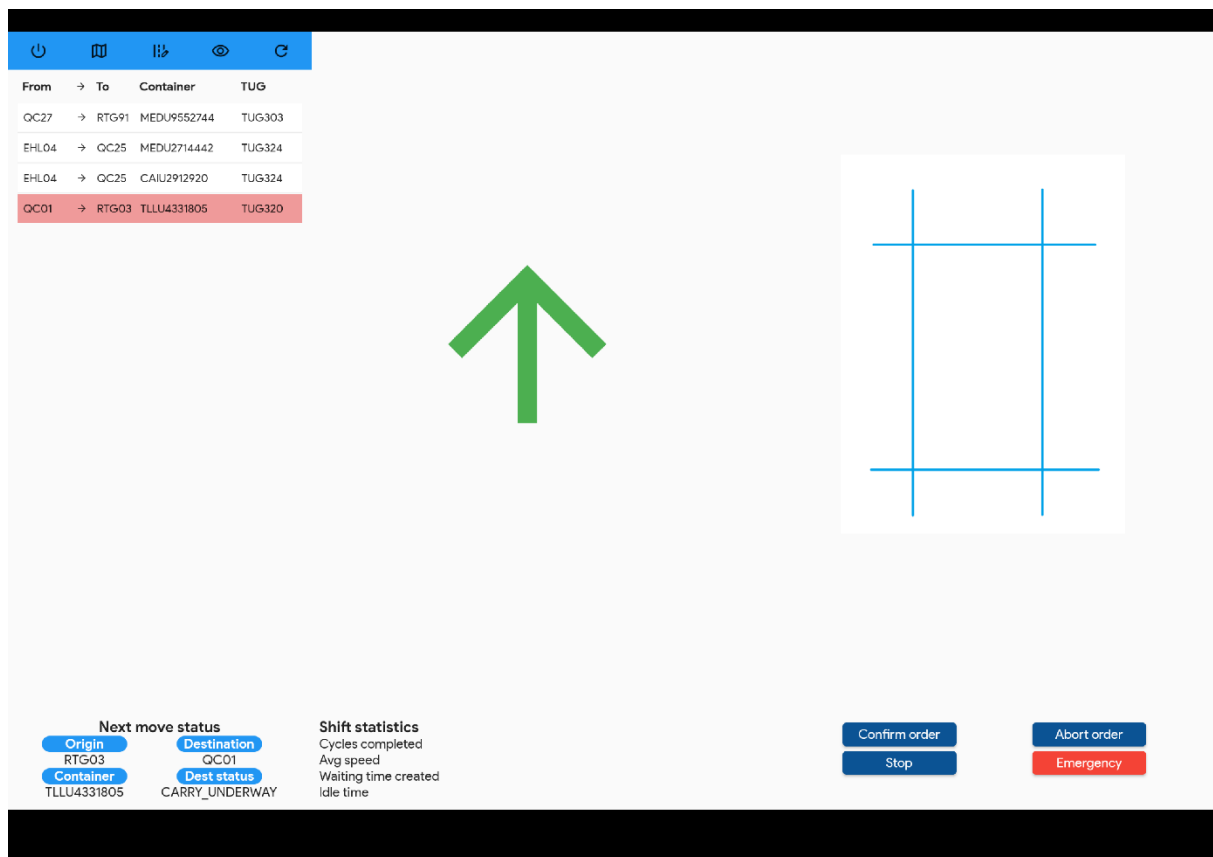 From → To Container TUG
QC27 → RTG91 MEDU9552744 TUG303
EHL04 → QC25 MEDU2714442 TUG324
EHL04 → QC25 CAIU2912920 TUG324
QC01 → RTG03 TLLU4331805 TUG320
Next move status
Origin Destination
RTG03 QC01
Container Dest status
TLLU4331805 CARRY_UNDERWAY
Shift statistics
Cycles completed
Avg speed
Waiting time created
Idle time
Confirm order Abort order
Stop Emergency